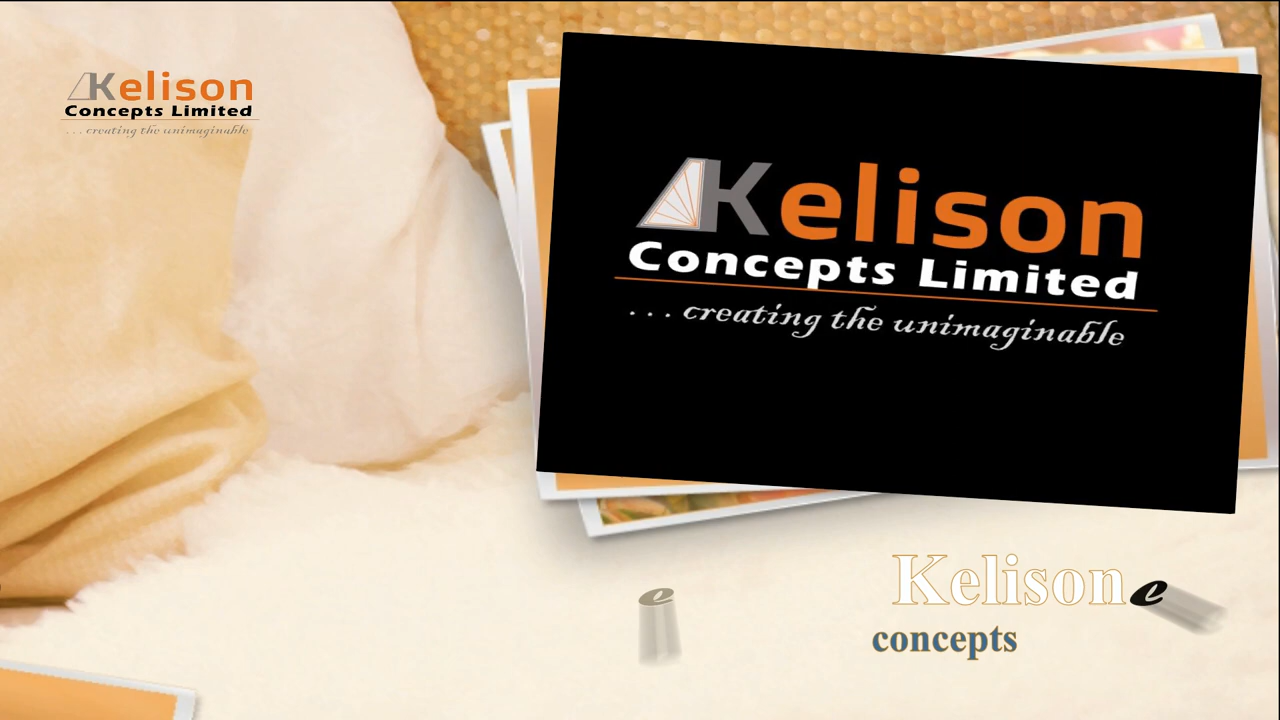 Kelison
Concepts Limited
... creating the unimaginable
Kelison
Concepts Limited
... creating the unimaginable
Kelison
e
e
concepts